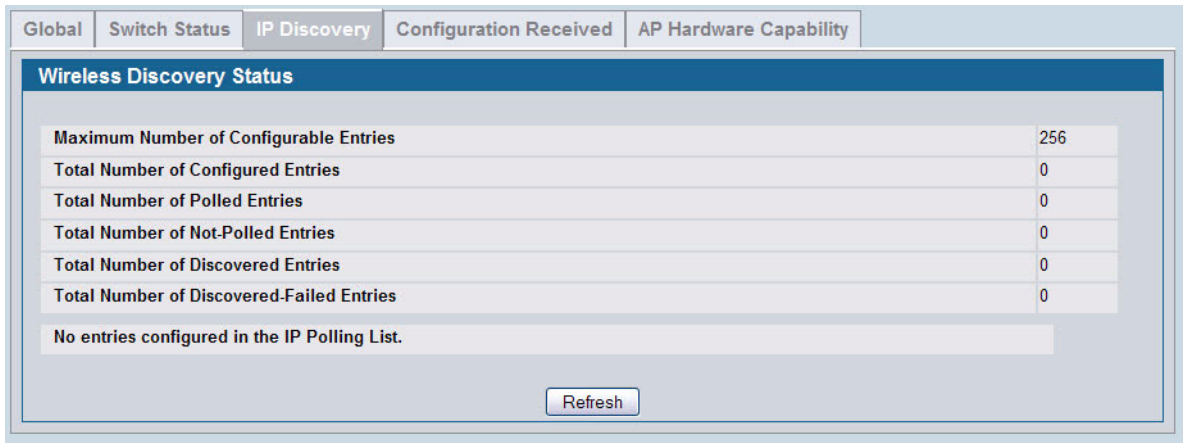 Global Switch Status IP Discovery Configuration Received AP Hardware Capability
Wireless Discovery Status
Maximum Number of Configurable Entries 256
Total Number of Configured Entries 0
Total Number of Polled Entries 0
Total Number of Not-Polled Entries 0
Total Number of Discovered Entries 0
Total Number of Discovered-Failed Entries 0
No entries configured in the IP Polling List.
Refresh